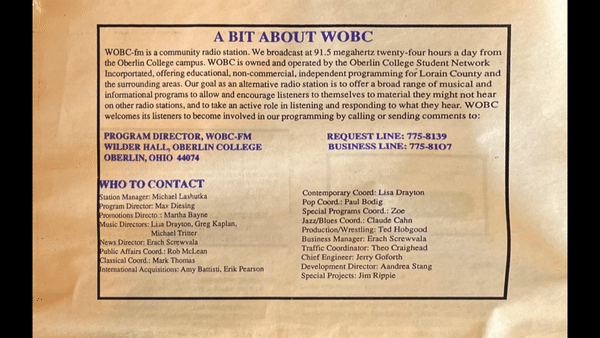 A BIT ABOUT WOBC
WOBC-fm is a community radio station. We broadcast at 91.5 megahertz twenty-four hours a day from
the Oberlin College campus. WOBC is owned and operated by the Oberlin College Student Network
Incorportated, offering educational, non-commercial, independent programming for Lorain County and
the surrounding areas. Our goal as an alternative radio station is to offer a broad range of musical and
informational programs to allow and encourage listeners to themselves to material they might not hear
on other radio stations, and to take an active role in listening and responding to what they hear. WOBC
welcomes its listeners to become involved in our programming by calling or sending comments to:
PROGRAM DIRECTOR, WOBC-FM
WILDER HALL, OBERLIN COLLEGE
OBERLIN, OHIO 44074
REQUEST LINE: 775-8139
BUSINESS LINE: 775-8107
WHO TO CONTACT
Station Manager: Michael Lashutka
Program Director: Max Diesing
Promotions Directo.: Martha Bayne
Music Directors: Lisa Drayton, Greg Kaplan,
Michael Tritter
News Director: Erach Screwvala
Public Affairs Coord.: Rob McLean
Classical Coord.: Mark Thomas
International Acquisitions: Amy Battisti, Erik Pearson
Contemporary Coord: Lisa Drayton
Pop Coord.: Paul Bodig
Special Programs Coord.: Zoe
Jazz/Blues Coord.: Claude Cahn
Production/Wrestling: Ted Hobgood
Business Manager: Erach Screwvala
Traffic Coordinator: Theo Craighead
Chief Engineer: Jerry Goforth
Development Director: Aandrea Stang
Special Projects: Jim Rippie